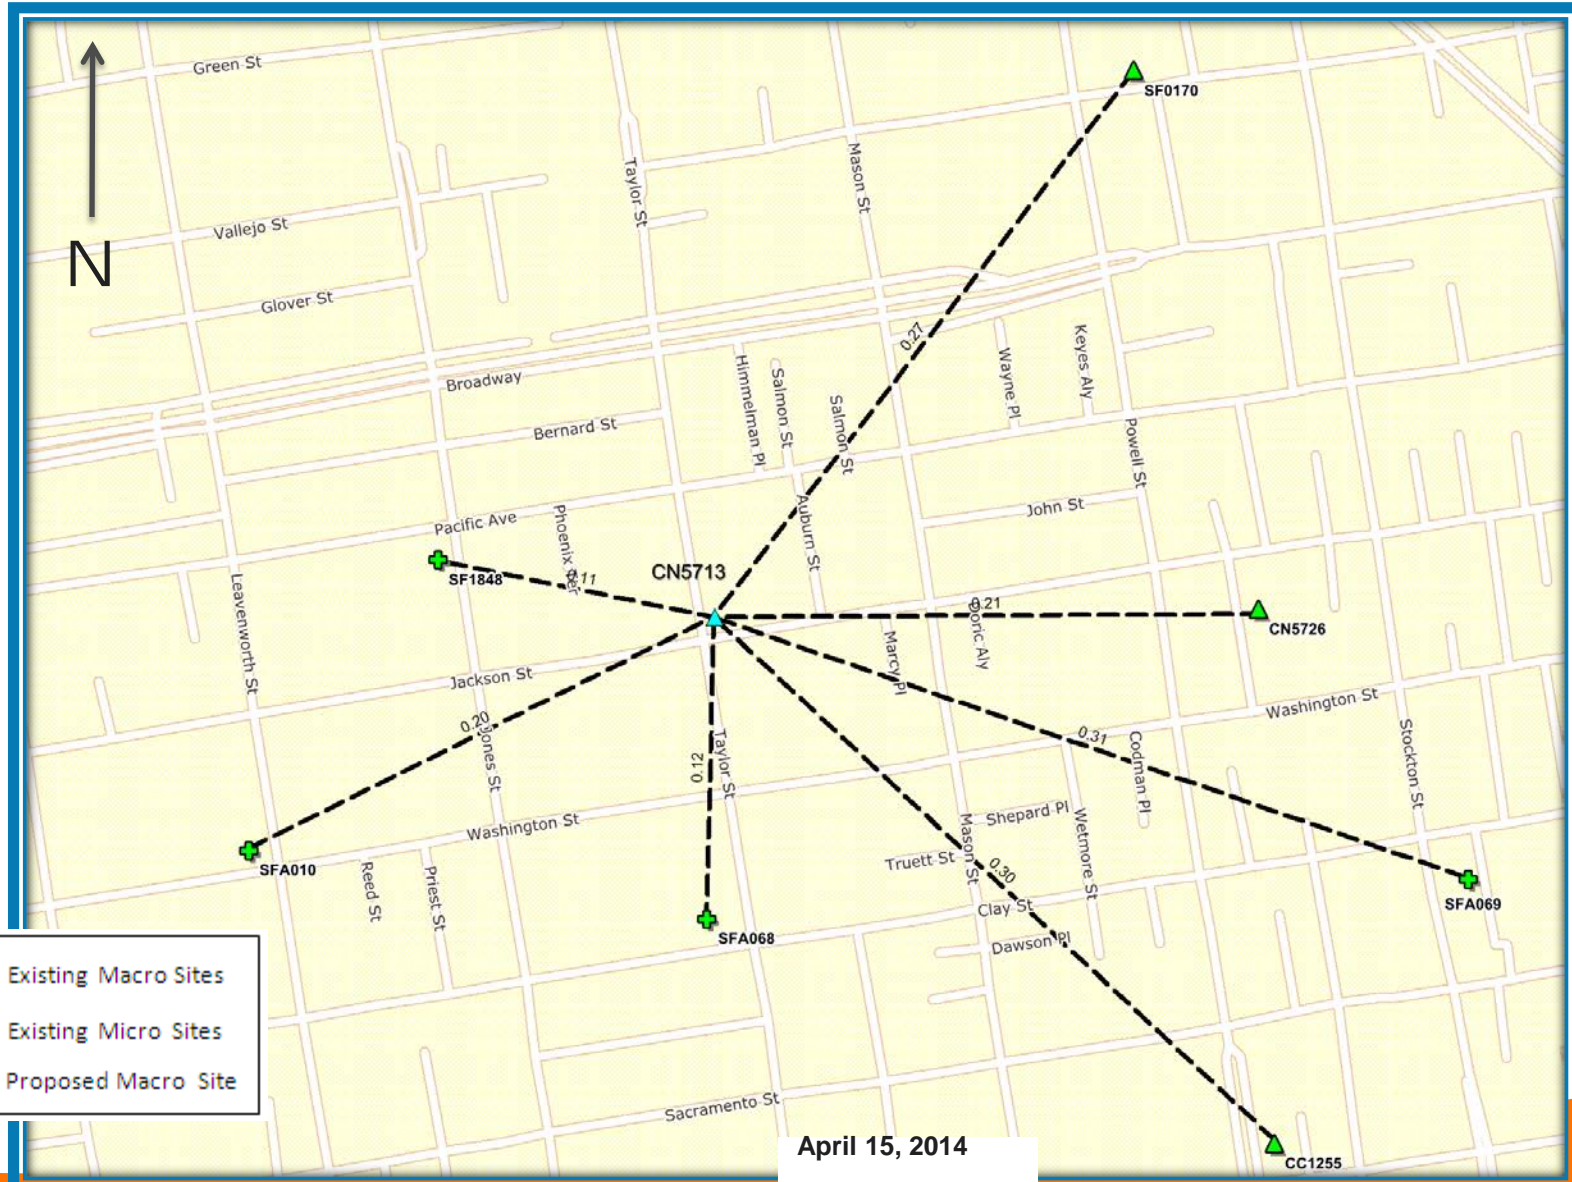 Green St
SF0170
Taylor St
Mason St
Vallejo St
N
Glover St
0.27
Keyes Aly
Wayne Pl
Himmelman Pl
Salmon St
Broadway
Salmon St
Bernard St
Powell St
Pacific Ave
John St
Auburn St
Phoenix Ter
CN5713
SF1848
0.11
Leavenworth St
0.21
CN5726
Doric Aly
Marcy Pl
Jackson St
Washington St
0.20
Jones St
Taylor St
0.31
Stockton St
Codman Pl
0.12
Washington St
Shepard Pl
Wetmore St
Mason St
Truett St
0.30
SFA010
Reed St
Priest St
Clay St
SFA069
SFA068
Dawson Pl
Existing Macro Sites
Existing Micro Sites
Proposed Macro Site
Sacramento St
April 15, 2014
CC1255